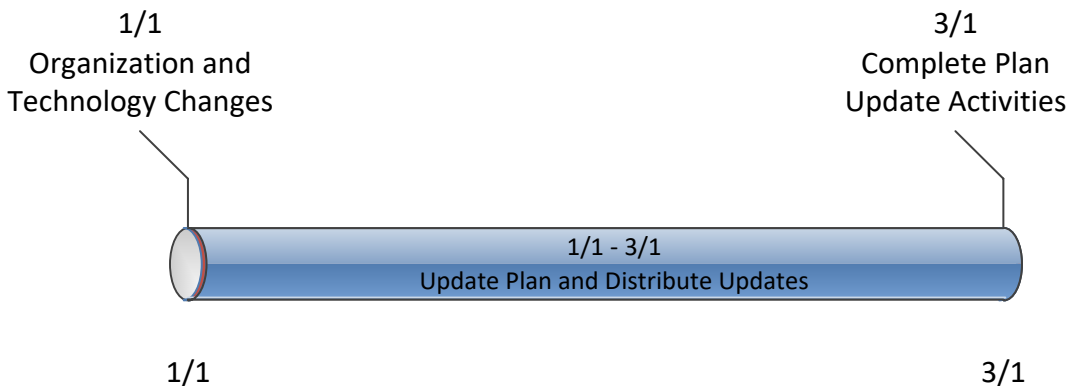 1/1
Organization and
Technology Changes
3/1
Complete Plan
Update Activities
1/1 - 3/1
Update Plan and Distribute Updates
1/1
3/1